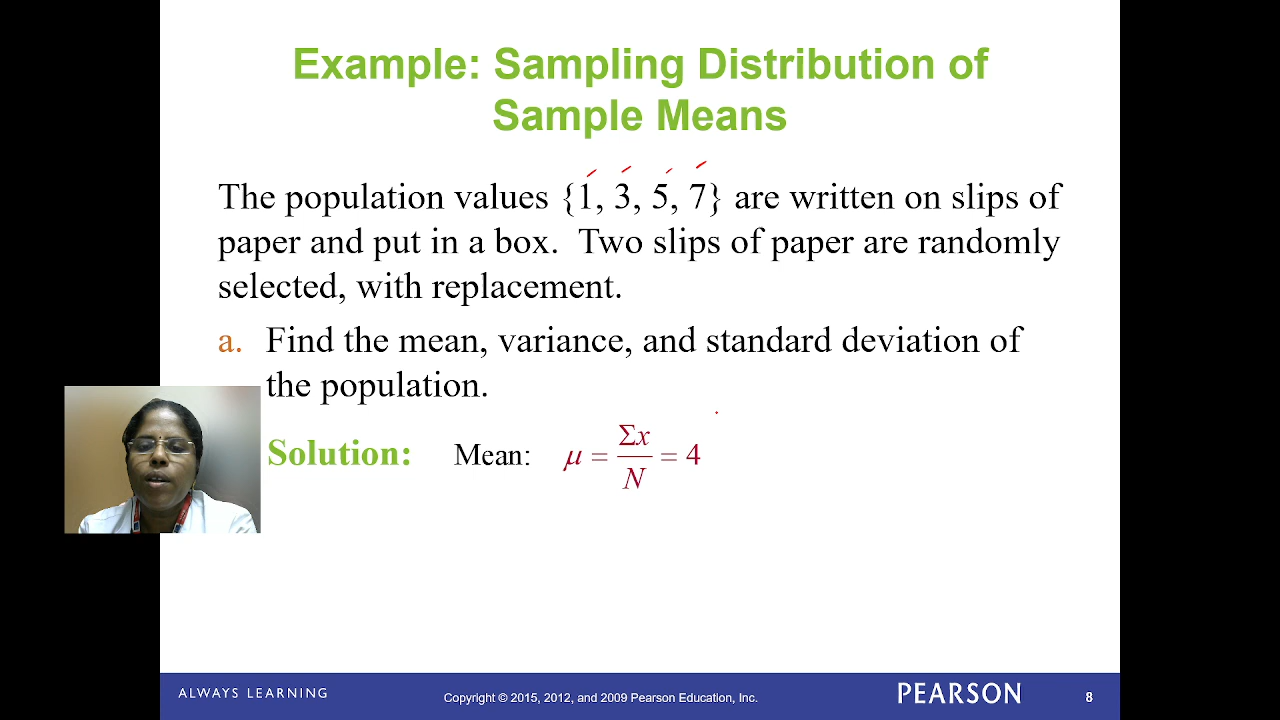 Example: Sampling Distribution of
Sample Means
The population values {1, 3, 5, 7} are written on slips of
paper and put in a box. Two slips of paper are randomly
selected, with replacement.
a. Find the mean, variance, and standard deviation of
the population.
Solution: Mean: μ = Σx / N = 4
ALWAYS LEARNING Copyright © 2015, 2012, and 2009 Pearson Education, Inc. PEARSON 8